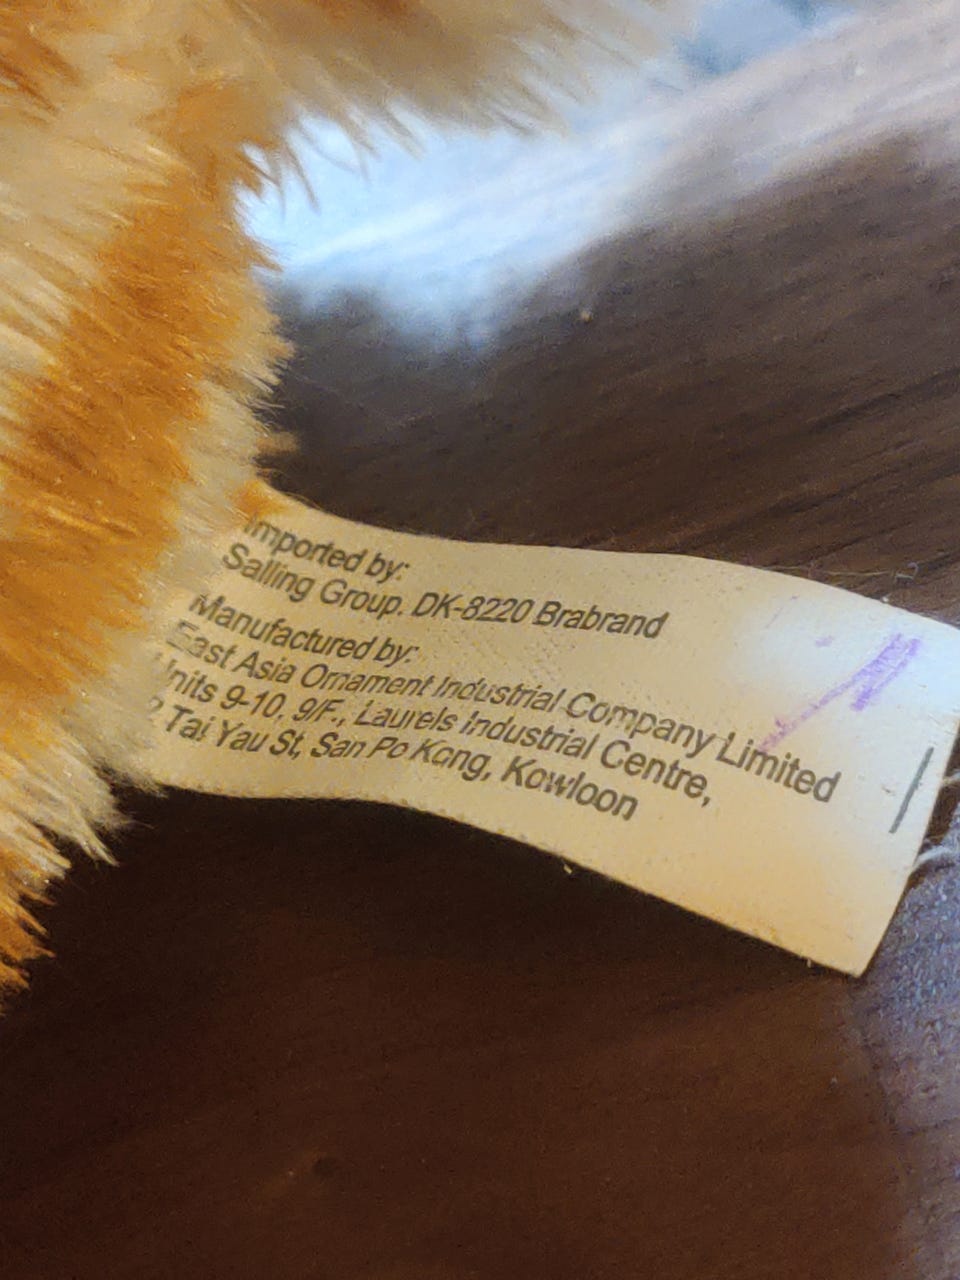 Imported by:
Salling Group. DK-8220 Brabrand
Manufactured by:
East Asia Ornament Industrial Company Limited
Units 9-10, 9/F., Laurels Industrial Centre,
2 Tai Yau St, San Po Kong, Kowloon